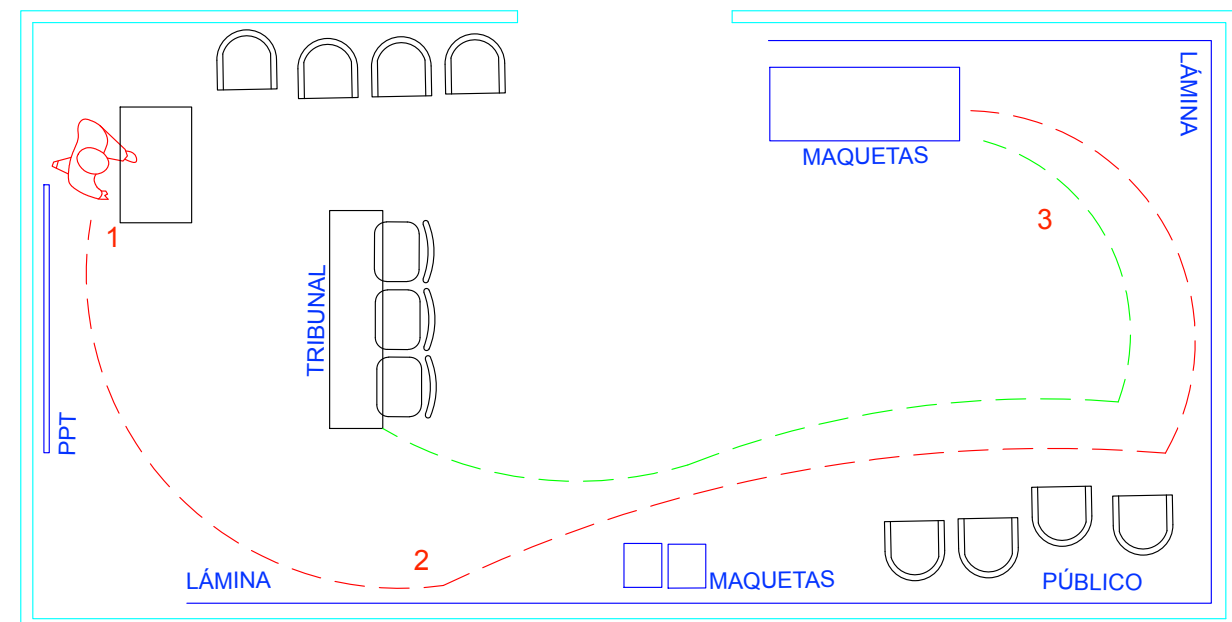 LÁMINA
MAQUETAS
3
1
TRIBUNAL
PPT
2
LÁMINA
MAQUETAS
PÚBLICO